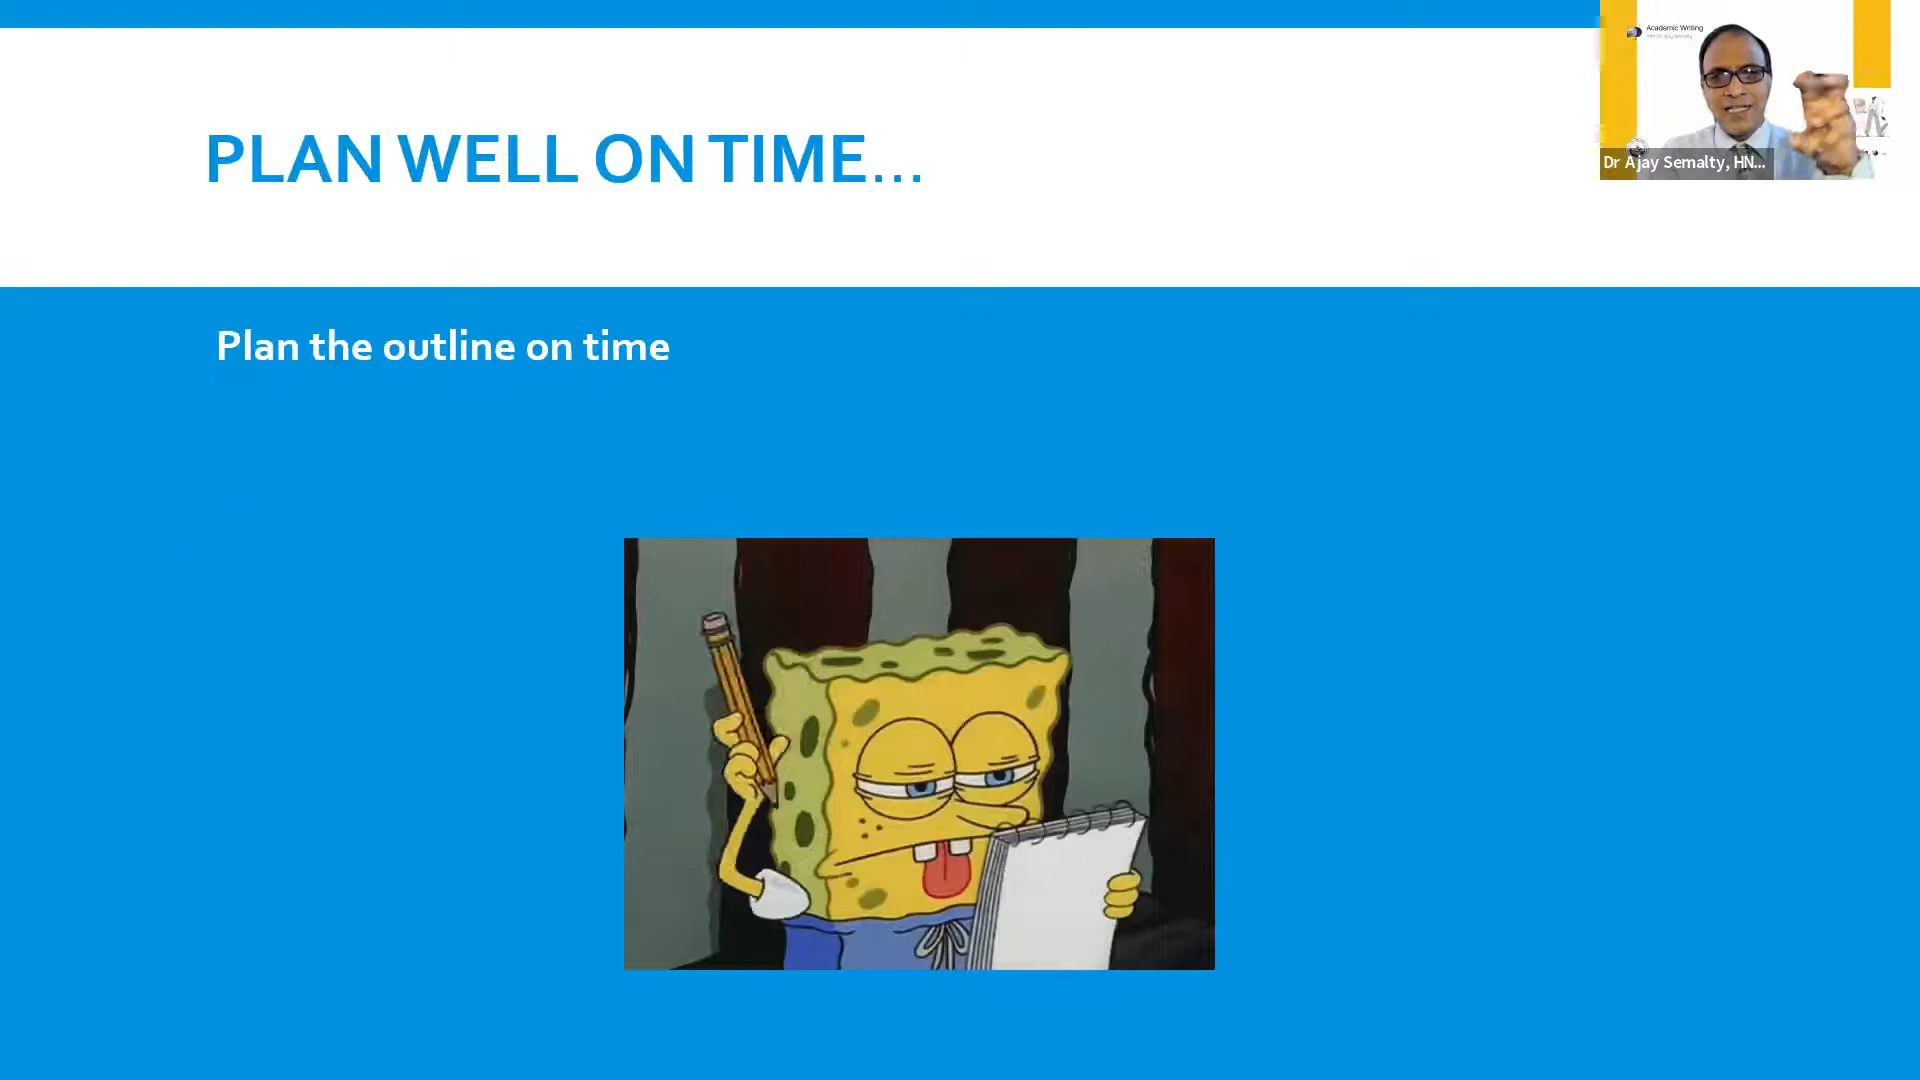 PLAN WELL ON TIME...
Academic Writing
Dr Ajay Semalty, HN...
Plan the outline on time